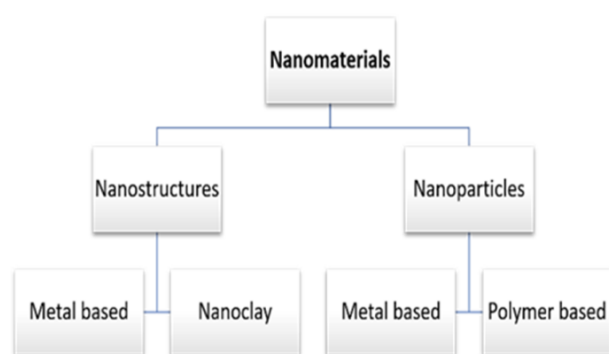 Nanomaterials
Nanostructures
Nanoparticles
Metal based
Nanoclay
Metal based
Polymer based